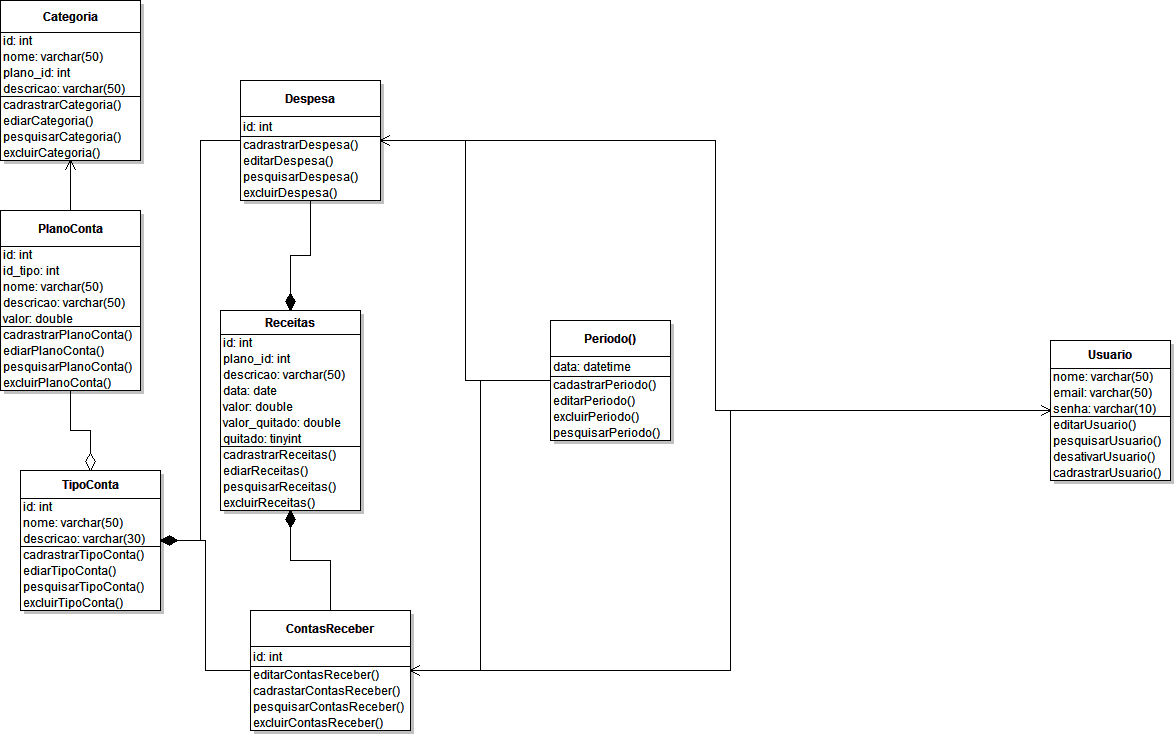 Categoria
id: int
nome: varchar(50)
plano_id: int
descricao: varchar(50)
cadrastrarCategoria()
ediarCategoria()
pesquisarCategoria()
excluirCategoria()
PlanoConta
id: int
id_tipo: int
nome: varchar(50)
descricao: varchar(50)
valor: double
cadrastrarPlanoConta()
ediarPlanoConta()
pesquisarPlanoConta()
excluirPlanoConta()
TipoConta
id: int
nome: varchar(50)
descricao: varchar(30)
cadrastrarTipoConta()
ediarTipoConta()
pesquisarTipoConta()
excluirTipoConta()
Despesa
id: int
cadrastrarDespesa()
editarDespesa()
pesquisarDespesa()
excluirDespesa()
Receitas
id: int
plano_id: int
descricao: varchar(50)
data: date
valor: double
valor_quitado: double
quitado: tinyint
cadrastrarReceitas()
ediarReceitas()
pesquisarReceitas()
excluirReceitas()
ContasReceber
id: int
editarContasReceber()
cadrastarContasReceber()
pesquisarContasReceber()
excluirContasReceber()
Periodo()
data: datetime
cadastrarPeriodo()
editarPeriodo()
excluirPeriodo()
pesquisarPeriodo()
Usuario
nome: varchar(50)
email: varchar(50)
senha: varchar(10)
editarUsuario()
pesquisarUsuario()
desativarUsuario()
cadrastrarUsuario()